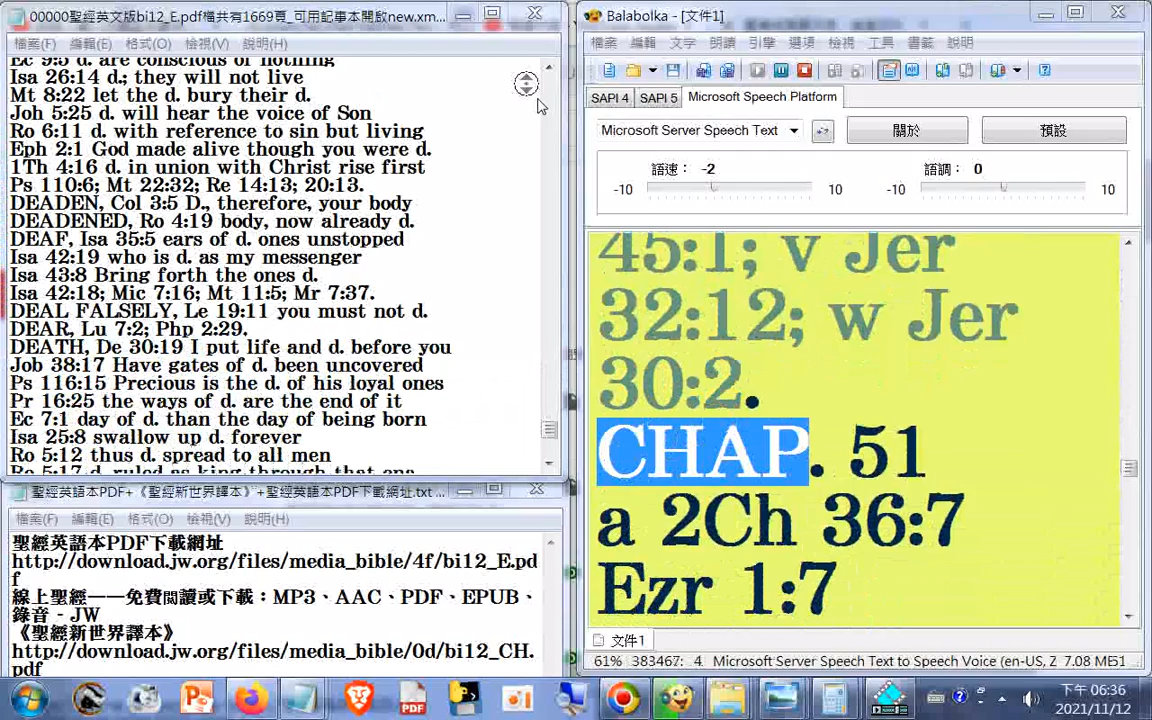 00000聖經英文版bi12_E.pdf檔共有1669頁_可用記事本開啟new.xm...
檔案(F) 編輯(E) 格式(O) 檢視(V) 說明(H)
Ec 9:5 d. are conscious of nothing
Isa 26:14 d.; they will not live
Mt 8:22 let the d. bury their d.
Joh 5:25 d. will hear the voice of Son
Ro 6:11 d. with reference to sin but living
Eph 2:1 God made alive though you were d.
1Th 4:16 d. in union with Christ rise first
Ps 110:6; Mt 22:32; Re 14:13; 20:13.
DEADEN, Col 3:5 D., therefore, your body
DEADENED, Ro 4:19 body, now already d.
DEAF, Isa 35:5 ears of d. ones unstopped
Isa 42:19 who is d. as my messenger
Isa 43:8 Bring forth the ones d.
Isa 42:18; Mic 7:16; Mt 11:5; Mr 7:37.
DEAL FALSELY, Le 19:11 you must not d.
DEAR, Lu 7:2; Php 2:29.
DEATH, De 30:19 I put life and d. before you
Job 38:17 Have gates of d. been uncovered
Ps 116:15 Precious is the d. of his loyal ones
Pr 16:25 the ways of d. are the end of it
Ec 7:1 day of d. than the day of being born
Isa 25:8 swallow up d. forever
Ro 5:12 thus d. spread to all men
Ro 5:17 d. ruled as king through that one
聖經英語本PDF+《聖經新世界譯本》+聖經英語本PDF下載網址.txt ...
檔案(F) 編輯(E) 格式(O) 檢視(V) 說明(H)
聖經英語本PDF下載網址
http://download.jw.org/files/media_bible/4f/bi12_E.pd
f
線上聖經——免費閱讀或下載：MP3、AAC、PDF、EPUB、
錄音 - JW
《聖經新世界譯本》
http://download.jw.org/files/media_bible/0d/bi12_CH.
pdf
Balabolka - [文件1]
檔案 編輯 文字 朗讀 引擎 選項 檢視 工具 書籤 說明
SAPI 4 SAPI 5 Microsoft Speech Platform
Microsoft Server Speech Text 關於 預設
語速： -2 語調： 0
-10 10 -10 10
45:1; v Jer
32:12; w Jer
30:2.
CHAP. 51
a 2Ch 36:7
Ezr 1:7
文件1
61% 383467: 4 Microsoft Server Speech Text to Speech Voice (en-US, Z 7.08 ME51
下午 06:36
2021/11/12